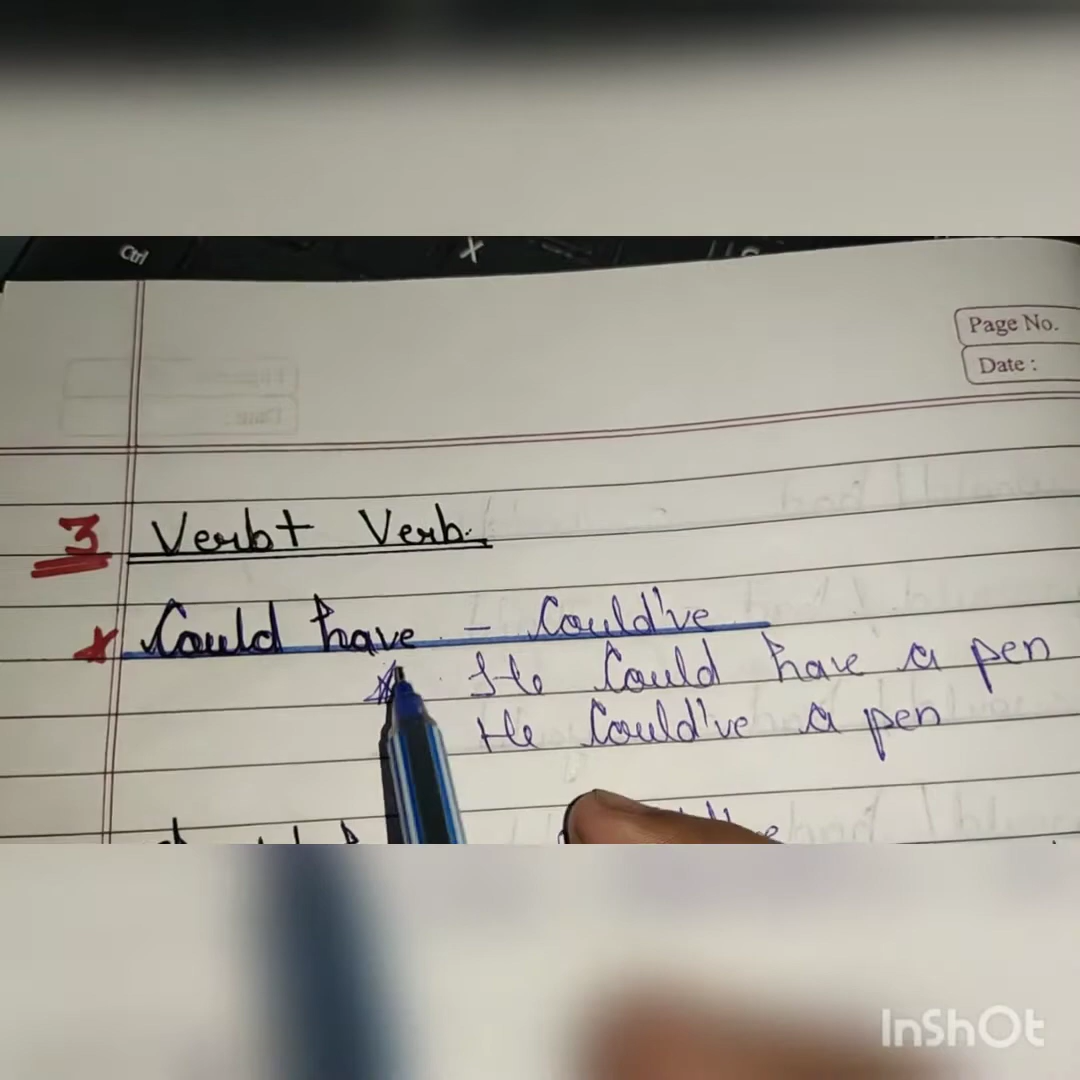 Ctrl
X
Page No.
Date :
3 Verb + Verb.
Could have - Could've
He Could have a pen
He Could've a pen
InShOt